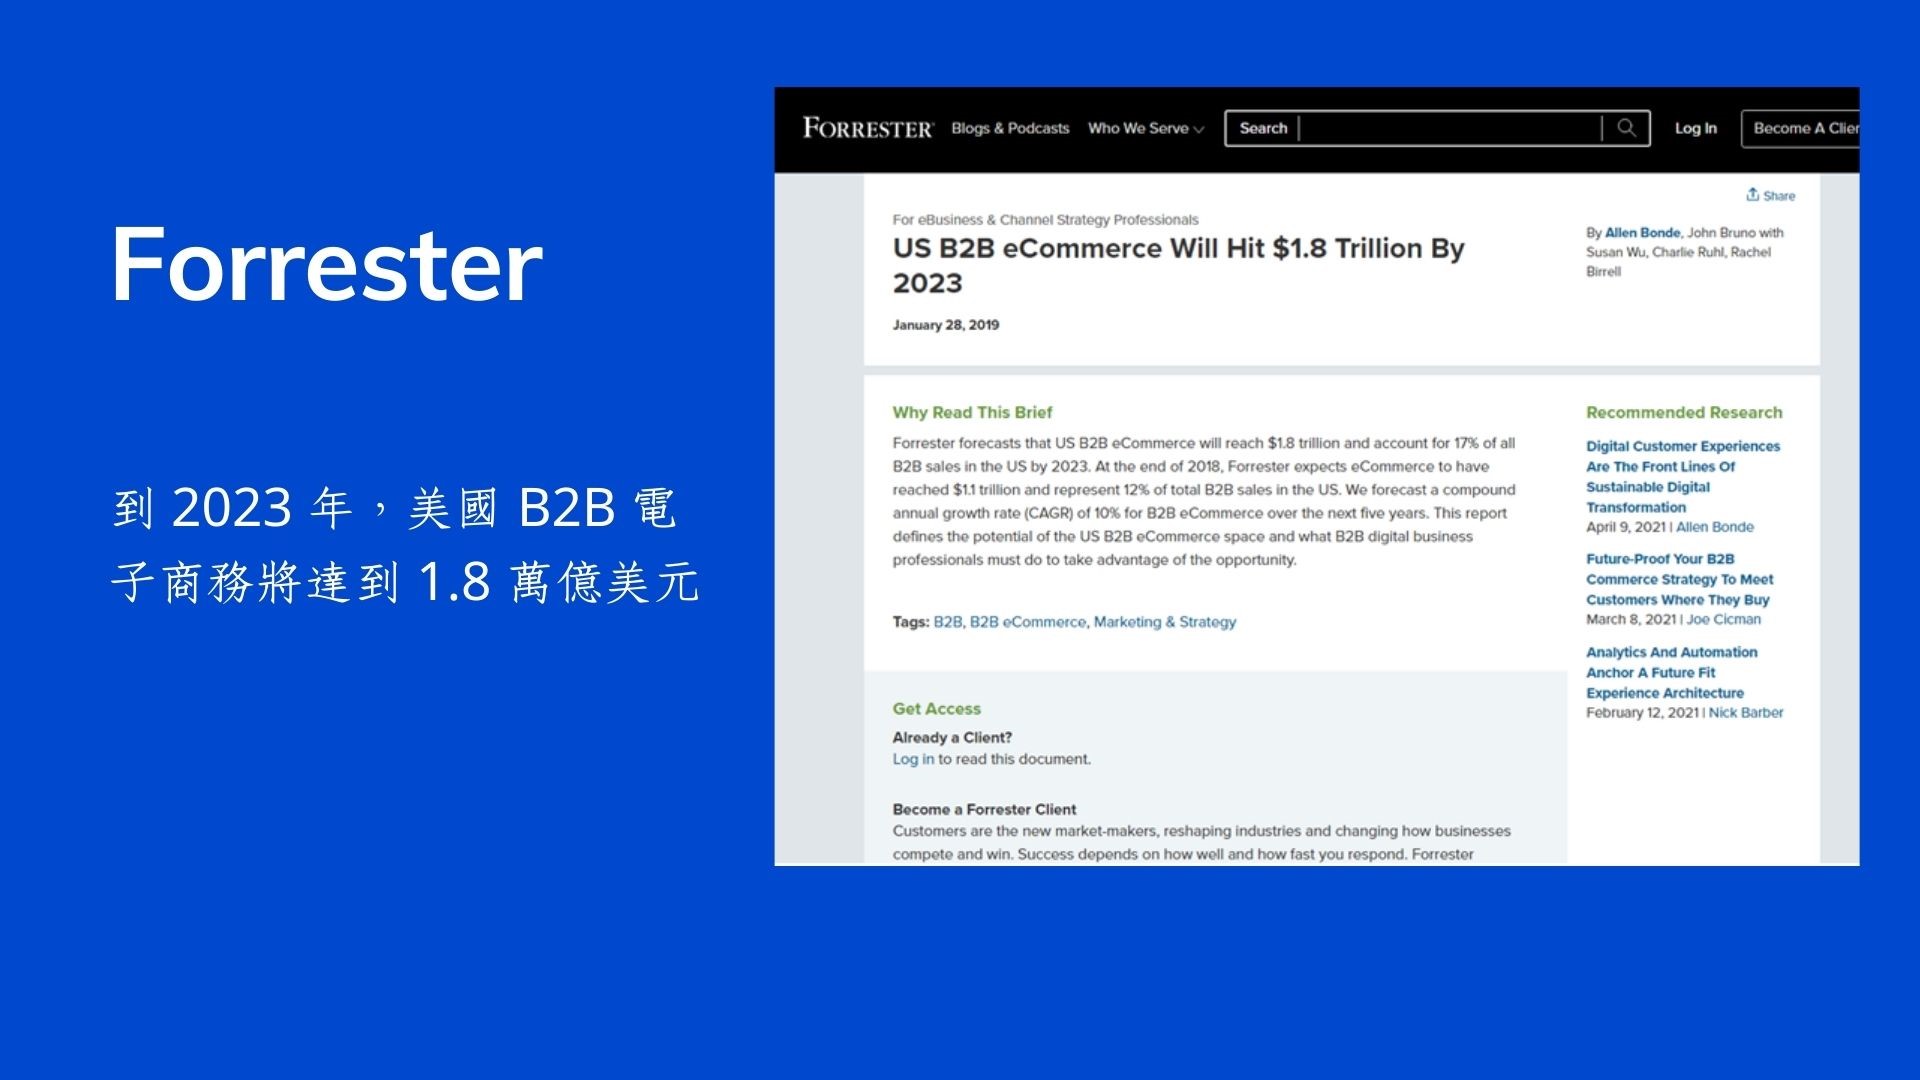 Forrester
到 2023 年，美國 B2B 電
子商務將達到 1.8 萬億美元
FORRESTER Blogs & Podcasts Who We Serve Search Log In Become A Clien
Share
For eBusiness & Channel Strategy Professionals
US B2B eCommerce Will Hit $1.8 Trillion By
2023
January 28, 2019
By Allen Bonde, John Bruno with
Susan Wu, Charlie Ruhl, Rachel
Birrell
Why Read This Brief
Forrester forecasts that US B2B eCommerce will reach $1.8 trillion and account for 17% of all
B2B sales in the US by 2023. At the end of 2018, Forrester expects eCommerce to have
reached $1.1 trillion and represent 12% of total B2B sales in the US. We forecast a compound
annual growth rate (CAGR) of 10% for B2B eCommerce over the next five years. This report
defines the potential of the US B2B eCommerce space and what B2B digital business
professionals must do to take advantage of the opportunity.
Tags: B2B, B2B eCommerce, Marketing & Strategy
Get Access
Already a Client?
Log in to read this document.
Become a Forrester Client
Customers are the new market-makers, reshaping industries and changing how businesses
compete and win. Success depends on how well and how fast you respond. Forrester
Recommended Research
Digital Customer Experiences
Are The Front Lines Of
Sustainable Digital
Transformation
April 9, 2021 | Allen Bonde
Future-Proof Your B2B
Commerce Strategy To Meet
Customers Where They Buy
March 8, 2021 | Joe Cicman
Analytics And Automation
Anchor A Future Fit
Experience Architecture
February 12, 2021 | Nick Barber